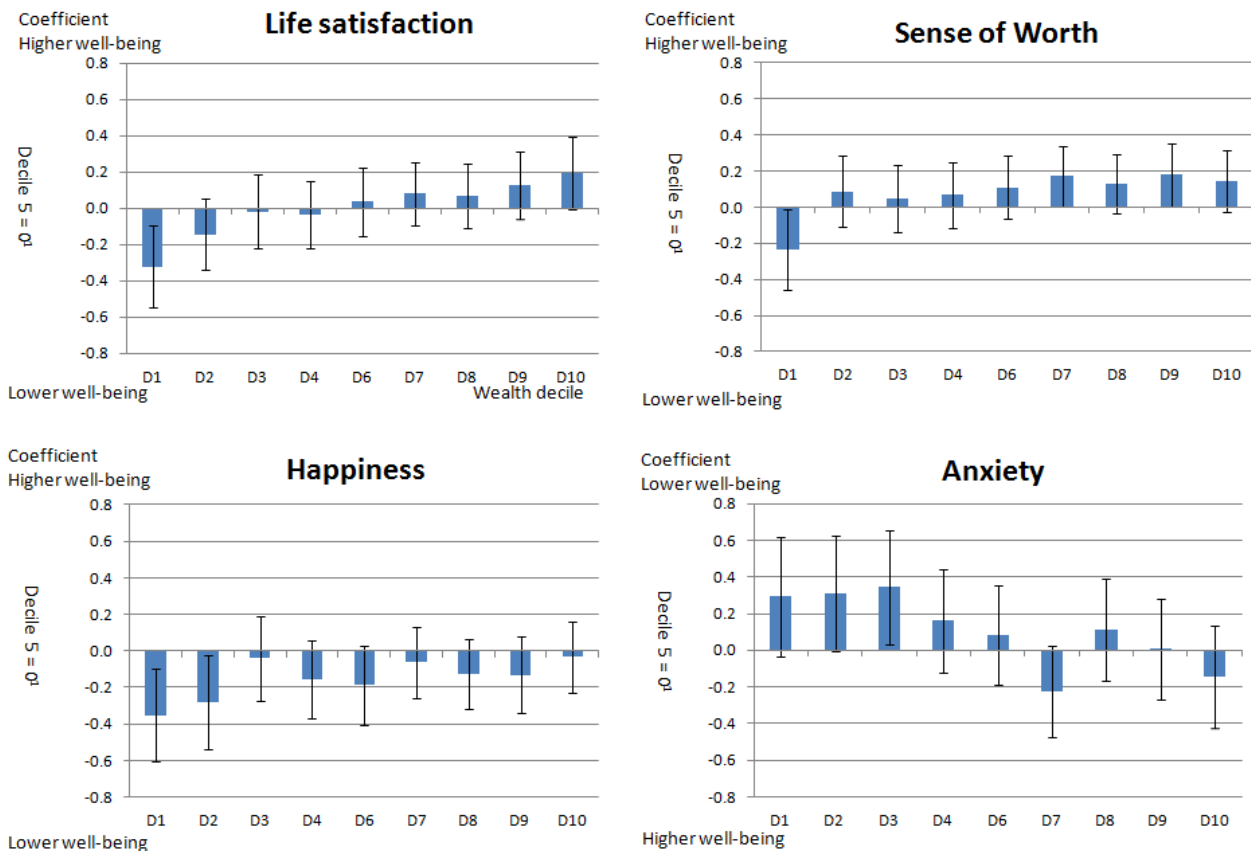 Coefficient
Higher well-being
Life satisfaction
0.8
0.6
0.4
0.2
0.0
-0.2
-0.4
-0.6
-0.8
Decile 5 = 0¹
D1 D2 D3 D4 D6 D7 D8 D9 D10
Lower well-being
Wealth decile
Coefficient
Higher well-being
Sense of Worth
0.8
0.6
0.4
0.2
0.0
-0.2
-0.4
-0.6
-0.8
Decile 5 = 0¹
D1 D2 D3 D4 D6 D7 D8 D9 D10
Lower well-being
Coefficient
Higher well-being
Happiness
0.8
0.6
0.4
0.2
0.0
-0.2
-0.4
-0.6
-0.8
Decile 5 = 0¹
D1 D2 D3 D4 D6 D7 D8 D9 D10
Lower well-being
Coefficient
Lower well-being
Anxiety
0.8
0.6
0.4
0.2
0.0
-0.2
-0.4
-0.6
-0.8
Decile 5 = 0¹
D1 D2 D3 D4 D6 D7 D8 D9 D10
Higher well-being